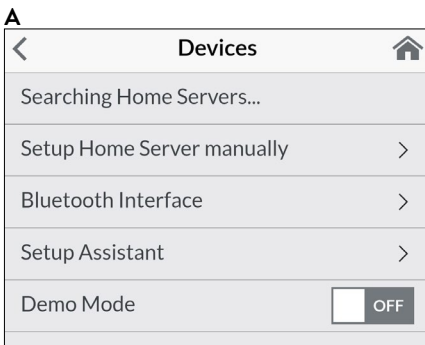 A
Devices
Searching Home Servers...
Setup Home Server manually
Bluetooth Interface
Setup Assistant
Demo Mode OFF